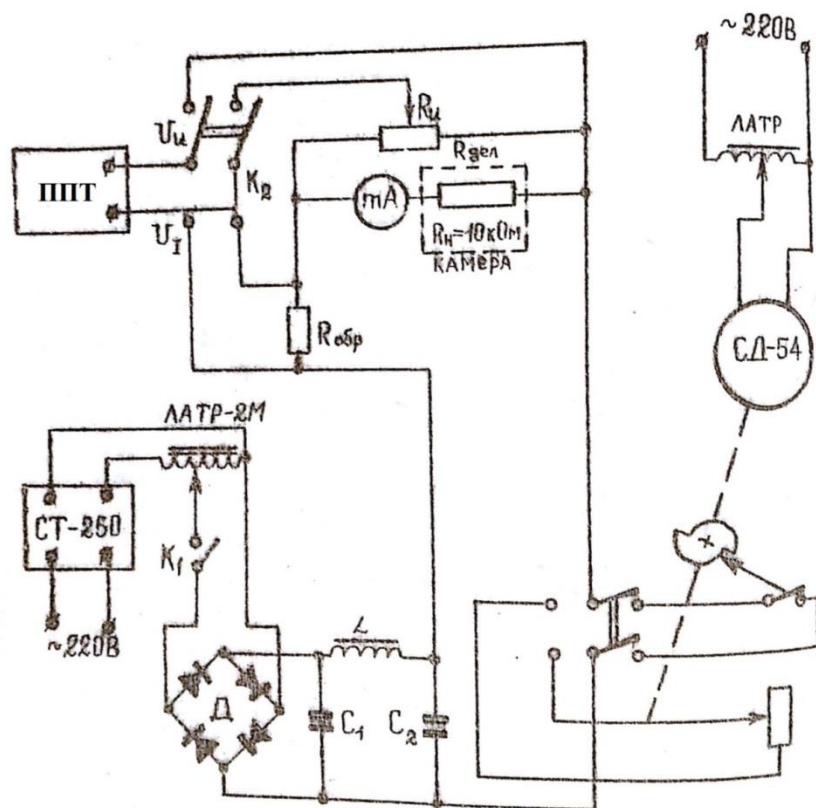 ~220В
ЛАТР
Uи
Rи
ППТ
K₂
Rдел
mA
Rн=10кОм
КАМЕРА
UI
Rобр
СД-54
ЛАТР-2М
СТ-250
K₁
~220В
Д
L
C₁
C₂